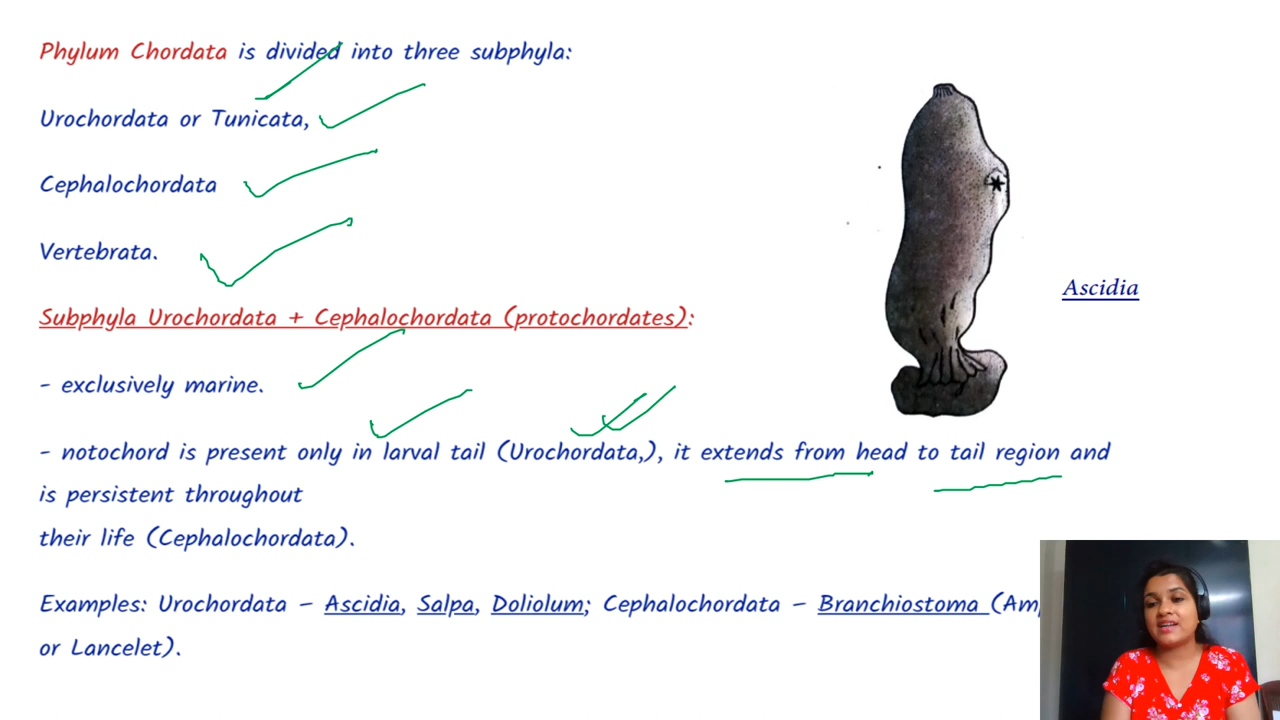 Phylum Chordata is divided into three subphyla:
Urochordata or Tunicata,
Cephalochordata
Vertebrata.
Subphyla Urochordata + Cephalochordata (protochordates):
- exclusively marine.
- notochord is present only in larval tail (Urochordata,), it extends from head to tail region and
is persistent throughout
their life (Cephalochordata).
Examples: Urochordata – Ascidia, Salpa, Doliolum; Cephalochordata – Branchiostoma
or Lancelet).
Ascidia